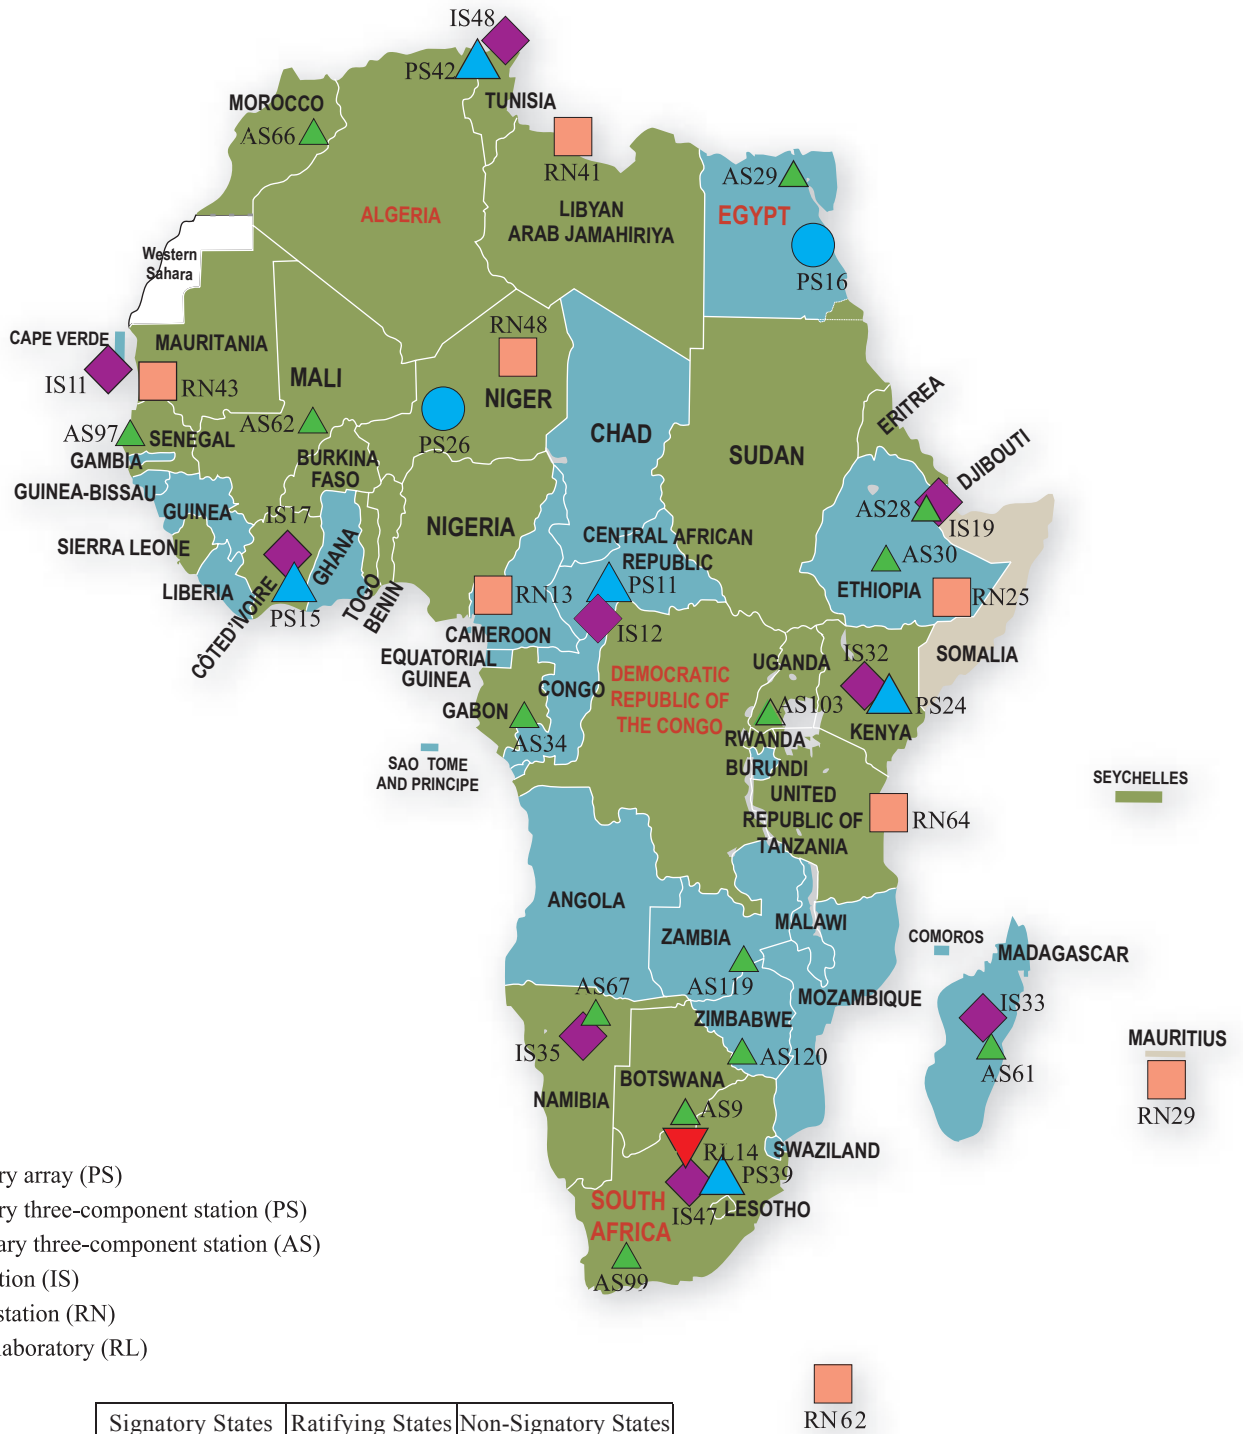 IS48
PS42
TUNISIA
MOROCCO
AS66
RN41
AS29
ALGERIA
LIBYAN
ARAB JAMAHIRIYA
EGYPT
PS16
Western
Sahara
CAPE VERDE
IS11
MAURITANIA
RN43
MALI
RN48
NIGER
PS26
CHAD
SUDAN
ERITREA
DJIBOUTI
AS97
SENEGAL
AS62
GAMBIA
BURKINA
FASO
GUINEA-BISSAU
GUINEA
IS17
NIGERIA
AS28
IS19
SIERRA LEONE
GHANA
CENTRAL AFRICAN
REPUBLIC
AS30
LIBERIA
CÔTED'IVOIRE
PS15
TOGO
BENIN
RN13
PS11
ETHIOPIA
RN25
CAMEROON
IS12
SOMALIA
EQUATORIAL
GUINEA
CONGO
DEMOCRATIC
REPUBLIC OF
THE CONGO
UGANDA
IS32
GABON
AS34
AS103
PS24
RWANDA
KENYA
SAO TOME
AND PRINCIPE
BURUNDI
UNITED
REPUBLIC OF
TANZANIA
RN64
SEYCHELLES
ANGOLA
ZAMBIA
MALAWI
COMOROS
MADAGASCAR
AS119
MOZAMBIQUE
AS67
IS35
ZIMBABWE
AS120
IS33
AS61
MAURITIUS
RN29
NAMIBIA
BOTSWANA
AS9
RL14
SWAZILAND
PS39
IS47
LESOTHO
SOUTH
AFRICA
AS99
ry array (PS)
ry three-component station (PS)
ary three-component station (AS)
tion (IS)
station (RN)
laboratory (RL)
RN62
Signatory States Ratifying States Non-Signatory States